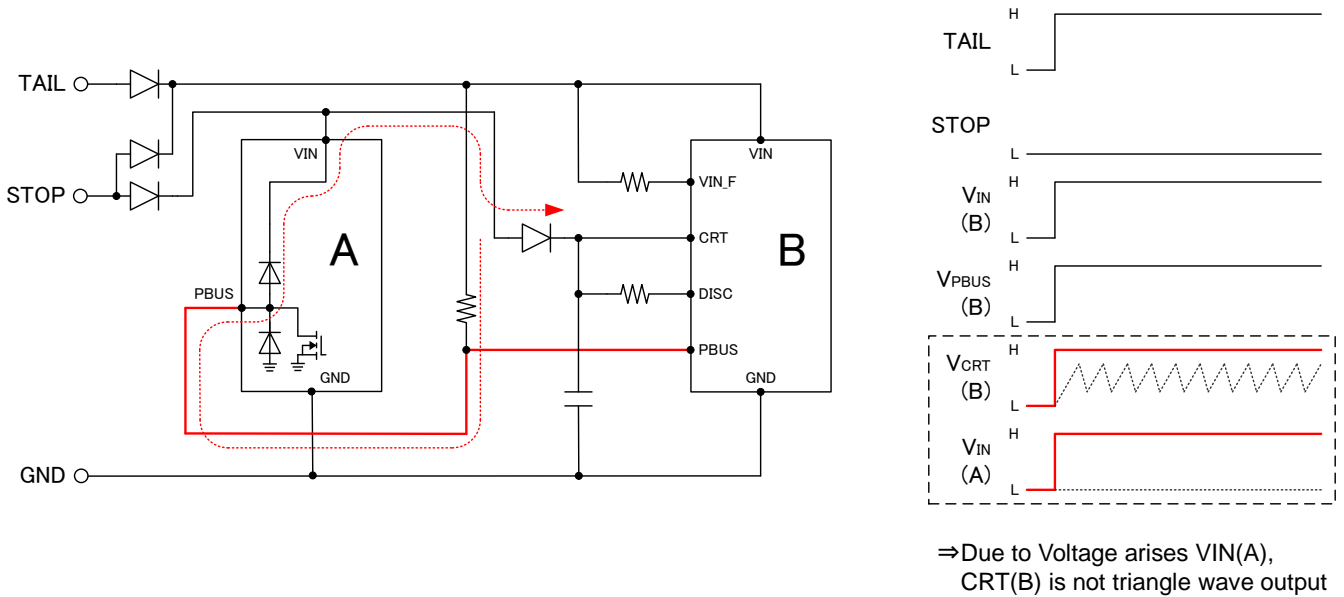 TAIL
STOP
GND
VIN
A
PBUS
GND
VIN
VIN_F
CRT
B
DISC
PBUS
GND
H
TAIL
L
STOP
L
H
VIN
(B)
L
H
VPBUS
(B)
L
H
VCRT
(B)
L
H
VIN
(A)
L
⇒Due to Voltage arises VIN(A),
CRT(B) is not triangle wave output